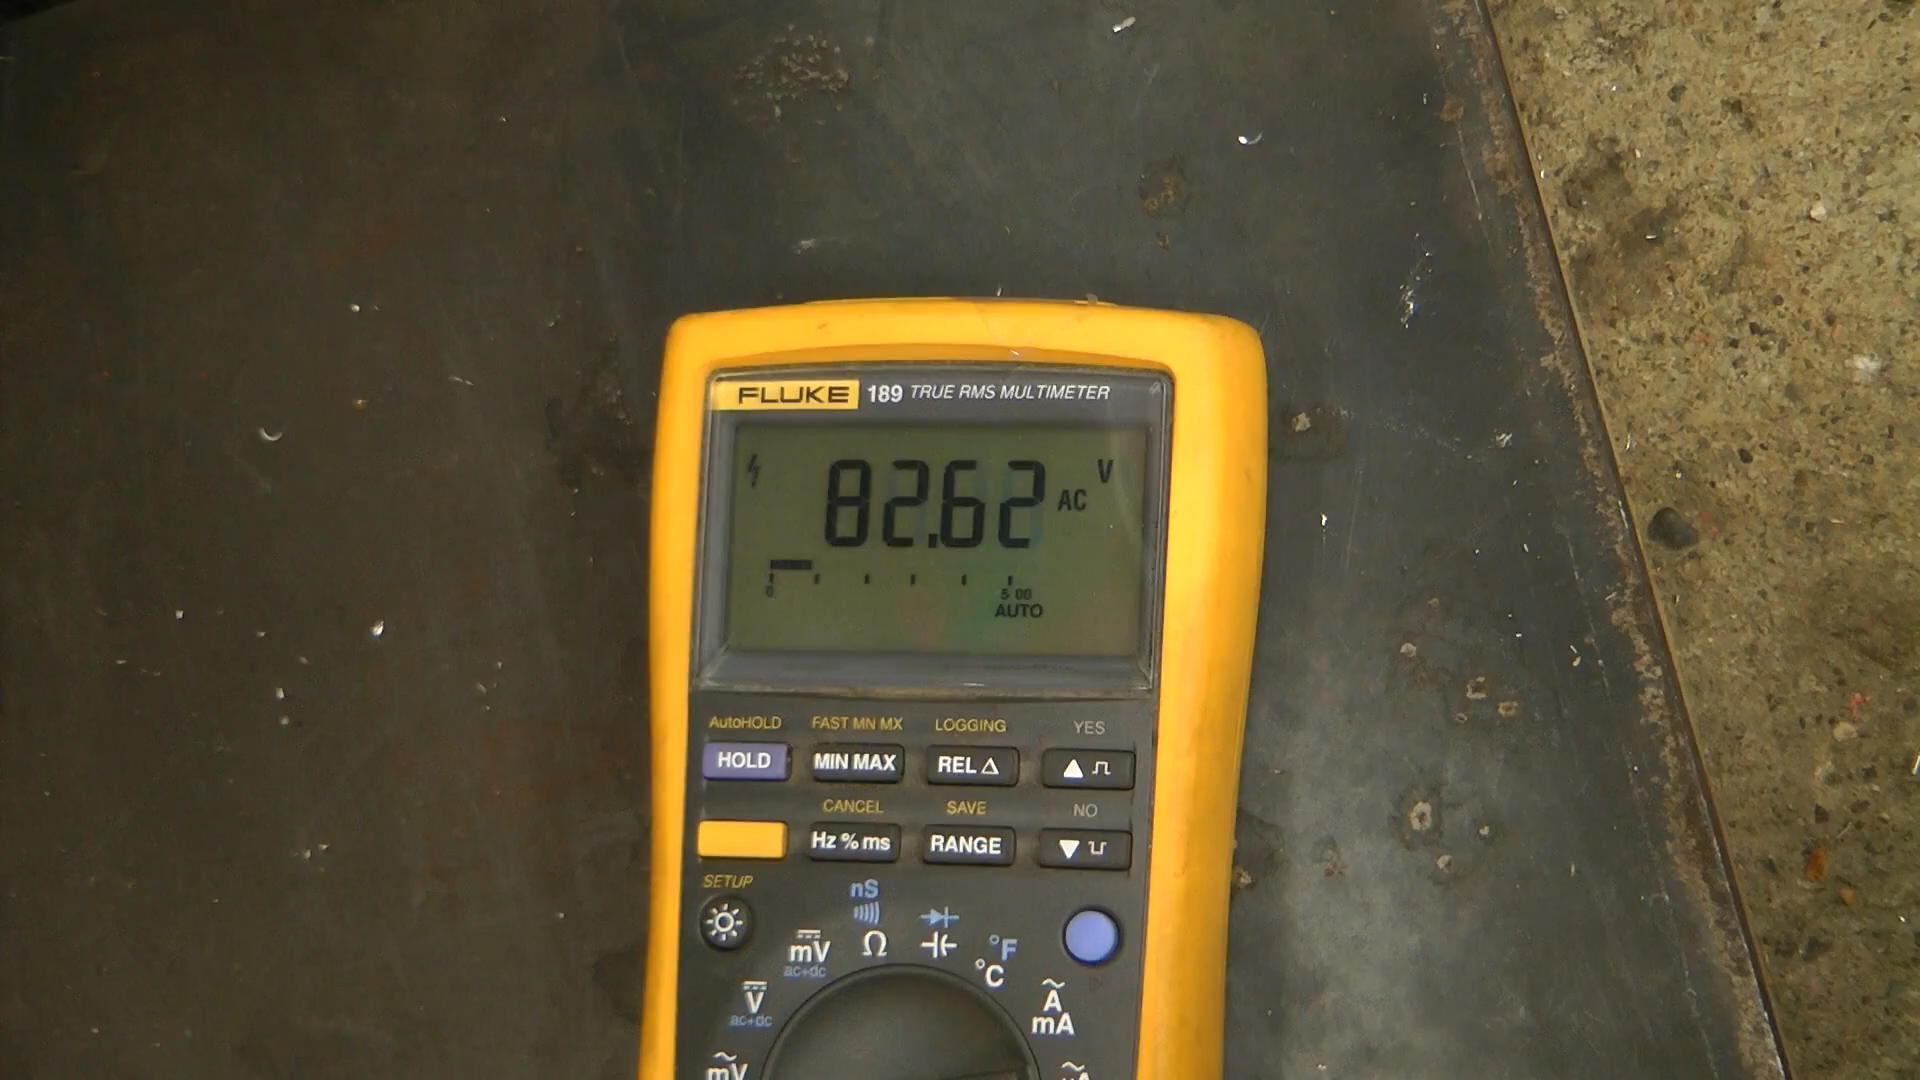 FLUKE 189 TRUE RMS MULTIMETER
82.62 AC V
0 500
AUTO
AutoHOLD FAST MN MX LOGGING YES
HOLD MIN MAX REL Δ
CANCEL SAVE NO
Hz % ms RANGE
SETUP nS
mV Ω °F
ac+dc °C
V A
ac+dc mA
mV